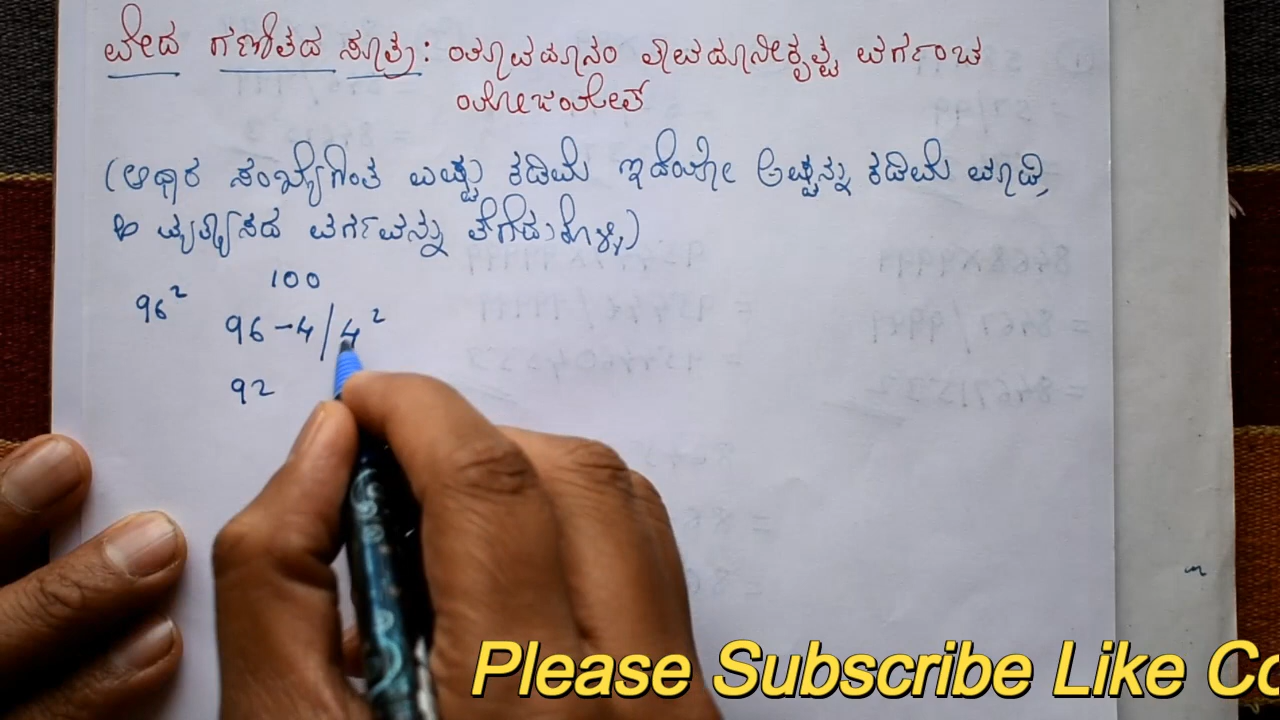 ವೇದ ಗಣಿತದ ಸೂತ್ರ: ಯಾವದೂನಂ ತಾವದೂನೀಕೃತ್ಯ ವರ್ಗಂಚ
ಯೋಜಯೇತ್
(ಆಧಾರ ಸಂಖ್ಯೆಗಿಂತ ಎಷ್ಟು ಕಡಿಮೆ ಇದೆಯೋ ಅಷ್ಟನ್ನು ಕಡಿಮೆ ಮಾಡಿ,
ವ್ಯತ್ಯಾಸದ ವರ್ಗವನ್ನು ತೆಗೆದುಕೊಳ್ಳಿ)
100
96² 96-4/4²
92
Please Subscribe Like Co